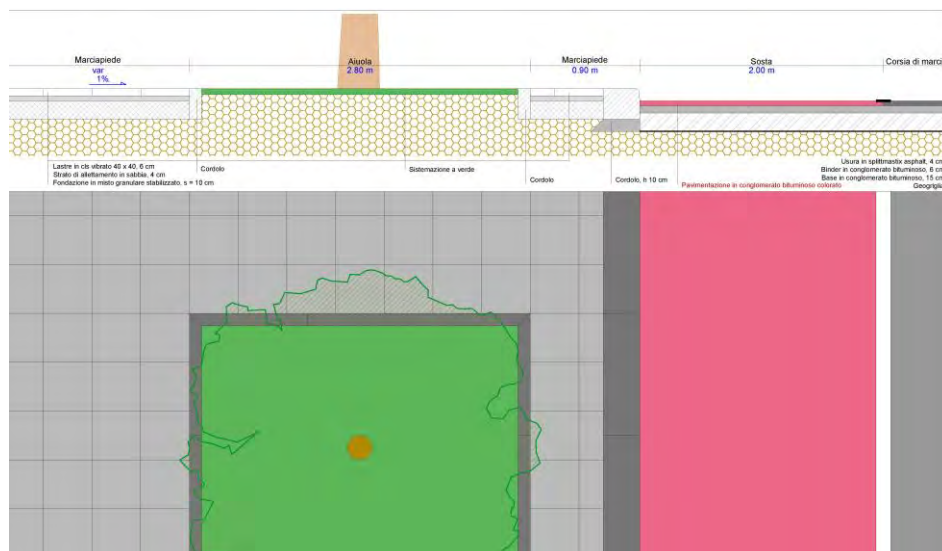 Marciapiede
var
1%
Aiuola
2.80 m
Marciapiede
0.90 m
Sosta
2.00 m
Corsia di marci
Lastre in cls vibrato 40 x 40, 6 cm
Strato di allettamento in sabbia, 4 cm
Fondazione in misto granulare stabilizzato, s = 10 cm
Cordolo
Sistemazione a verde
Cordolo
Cordolo, h 10 cm
Pavimentazione in conglomerato bituminoso colorato
Usura in splittmastix asphalt, 4 cm
Binder in conglomerato bituminoso, 6 cm
Base in conglomerato bituminoso, 15 cm
Geogriglia